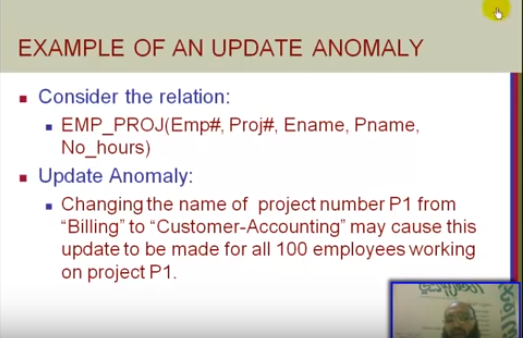 EXAMPLE OF AN UPDATE ANOMALY
Consider the relation:
EMP_PROJ(Emp#, Proj#, Ename, Pname,
No_hours)
Update Anomaly:
Changing the name of project number P1 from
“Billing” to “Customer-Accounting” may cause this
update to be made for all 100 employees working
on project P1.